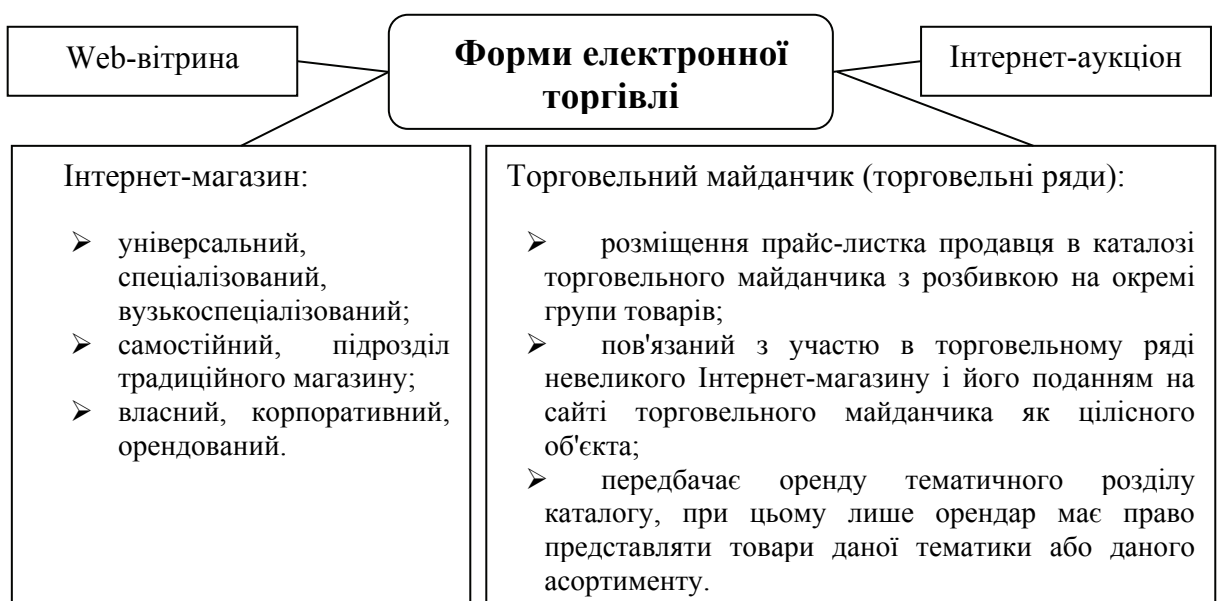 Web-вітрина
Форми електронної
торгівлі
Інтернет-аукціон
Інтернет-магазин:
➢ універсальний,
спеціалізований,
вузькоспеціалізований;
➢ самостійний, підрозділ
традиційного магазину;
➢ власний, корпоративний,
орендований.
Торговельний майданчик (торговельні ряди):
➢ розміщення прайс-листка продавця в каталозі
торговельного майданчика з розбивкою на окремі
групи товарів;
➢ пов'язаний з участю в торговельному ряді
невеликого Інтернет-магазину і його поданням на
сайті торговельного майданчика як цілісного
об'єкта;
➢ передбачає оренду тематичного розділу
каталогу, при цьому лише орендар має право
представляти товари даної тематики або даного
асортименту.